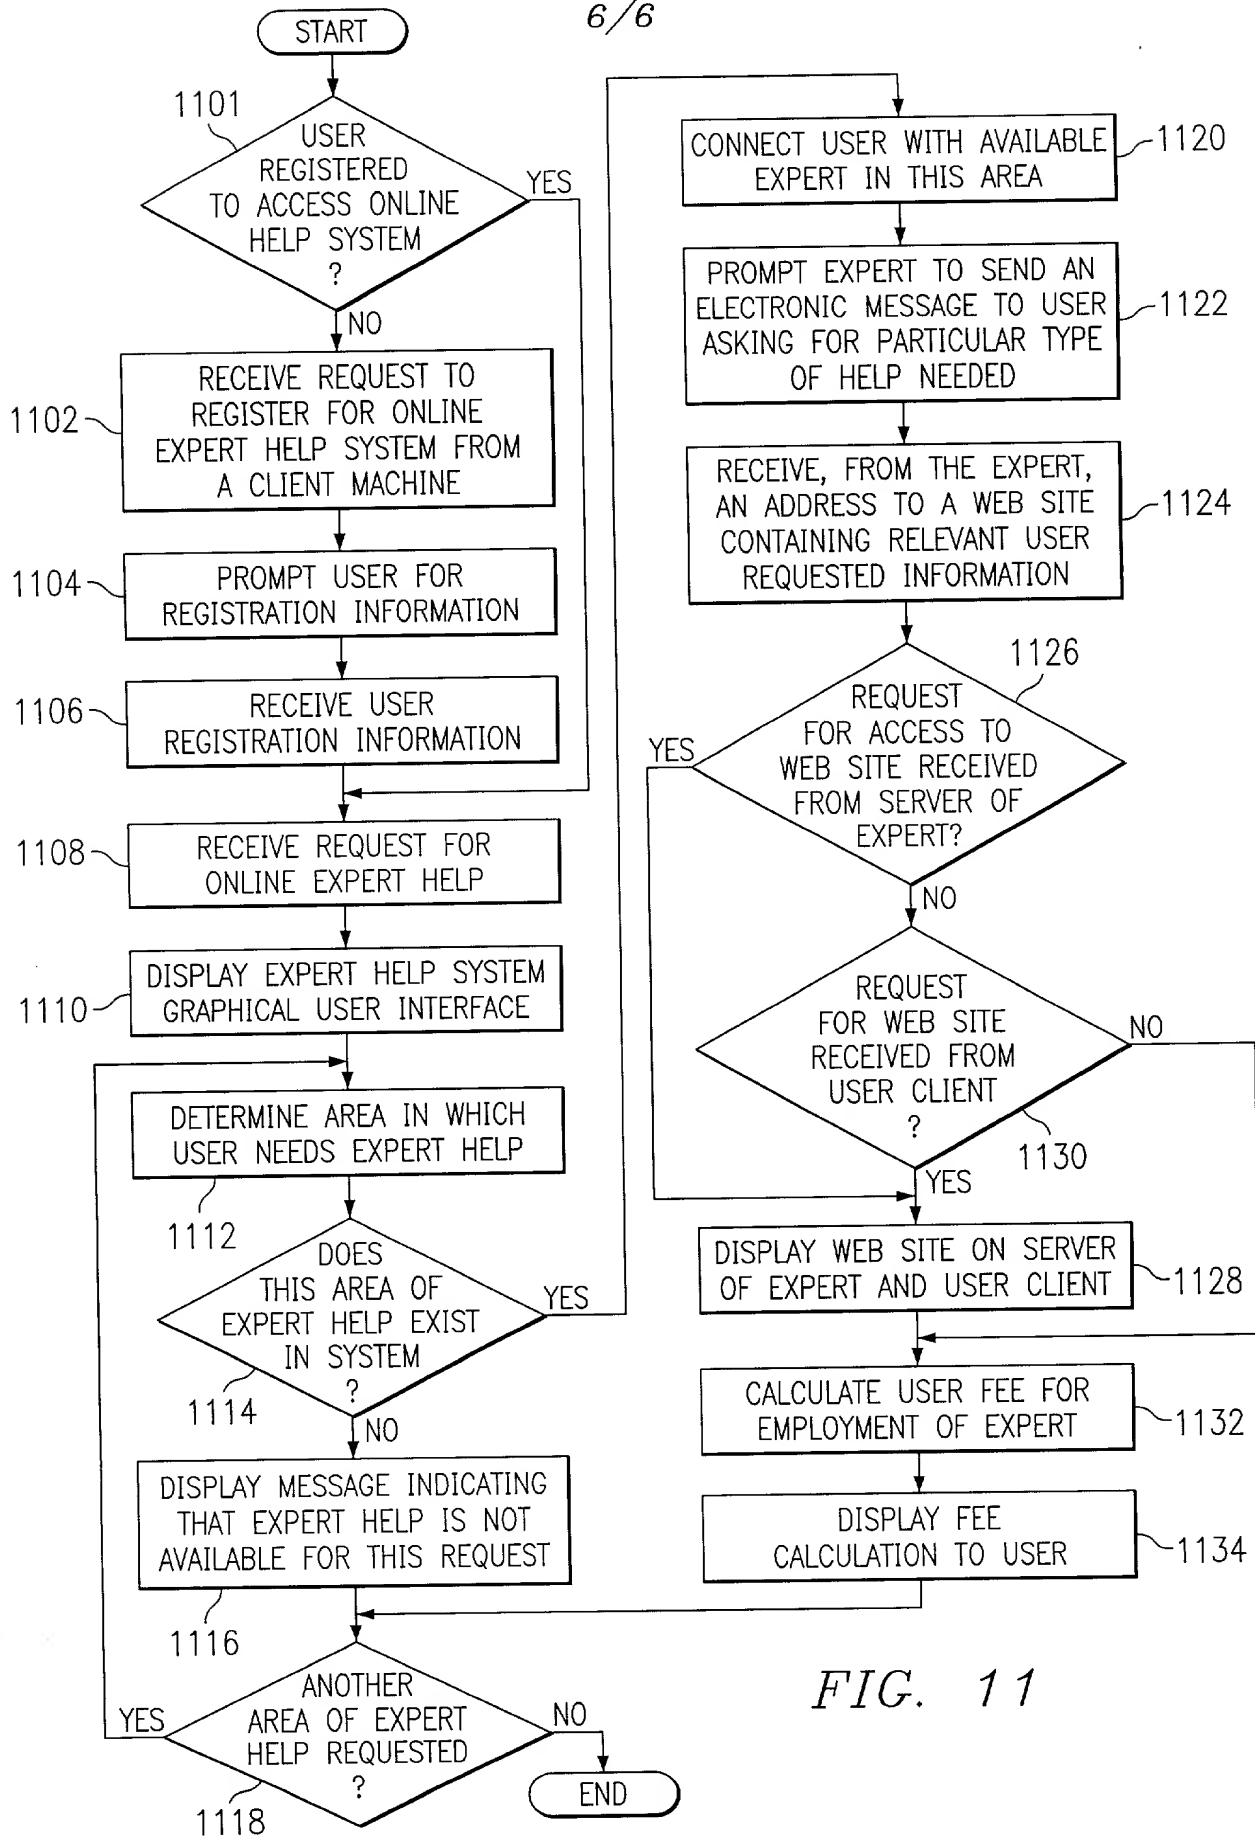 6/6
START
1101
USER
REGISTERED
TO ACCESS ONLINE
HELP SYSTEM
?
YES
NO
RECEIVE REQUEST TO
REGISTER FOR ONLINE
EXPERT HELP SYSTEM FROM
A CLIENT MACHINE
1102
PROMPT USER FOR
REGISTRATION INFORMATION
1104
RECEIVE USER
REGISTRATION INFORMATION
1106
RECEIVE REQUEST FOR
ONLINE EXPERT HELP
1108
DISPLAY EXPERT HELP SYSTEM
GRAPHICAL USER INTERFACE
1110
DETERMINE AREA IN WHICH
USER NEEDS EXPERT HELP
1112
DOES
THIS AREA OF
EXPERT HELP EXIST
IN SYSTEM
?
1114
YES
NO
DISPLAY MESSAGE INDICATING
THAT EXPERT HELP IS NOT
AVAILABLE FOR THIS REQUEST
1116
ANOTHER
AREA OF EXPERT
HELP REQUESTED
?
1118
YES
NO
END
CONNECT USER WITH AVAILABLE
EXPERT IN THIS AREA
1120
PROMPT EXPERT TO SEND AN
ELECTRONIC MESSAGE TO USER
ASKING FOR PARTICULAR TYPE
OF HELP NEEDED
1122
RECEIVE, FROM THE EXPERT,
AN ADDRESS TO A WEB SITE
CONTAINING RELEVANT USER
REQUESTED INFORMATION
1124
1126
REQUEST
FOR ACCESS TO
WEB SITE RECEIVED
FROM SERVER OF
EXPERT?
YES
NO
REQUEST
FOR WEB SITE
RECEIVED FROM
USER CLIENT
?
1130
NO
YES
DISPLAY WEB SITE ON SERVER
OF EXPERT AND USER CLIENT
1128
CALCULATE USER FEE FOR
EMPLOYMENT OF EXPERT
1132
DISPLAY FEE
CALCULATION TO USER
1134
FIG. 11